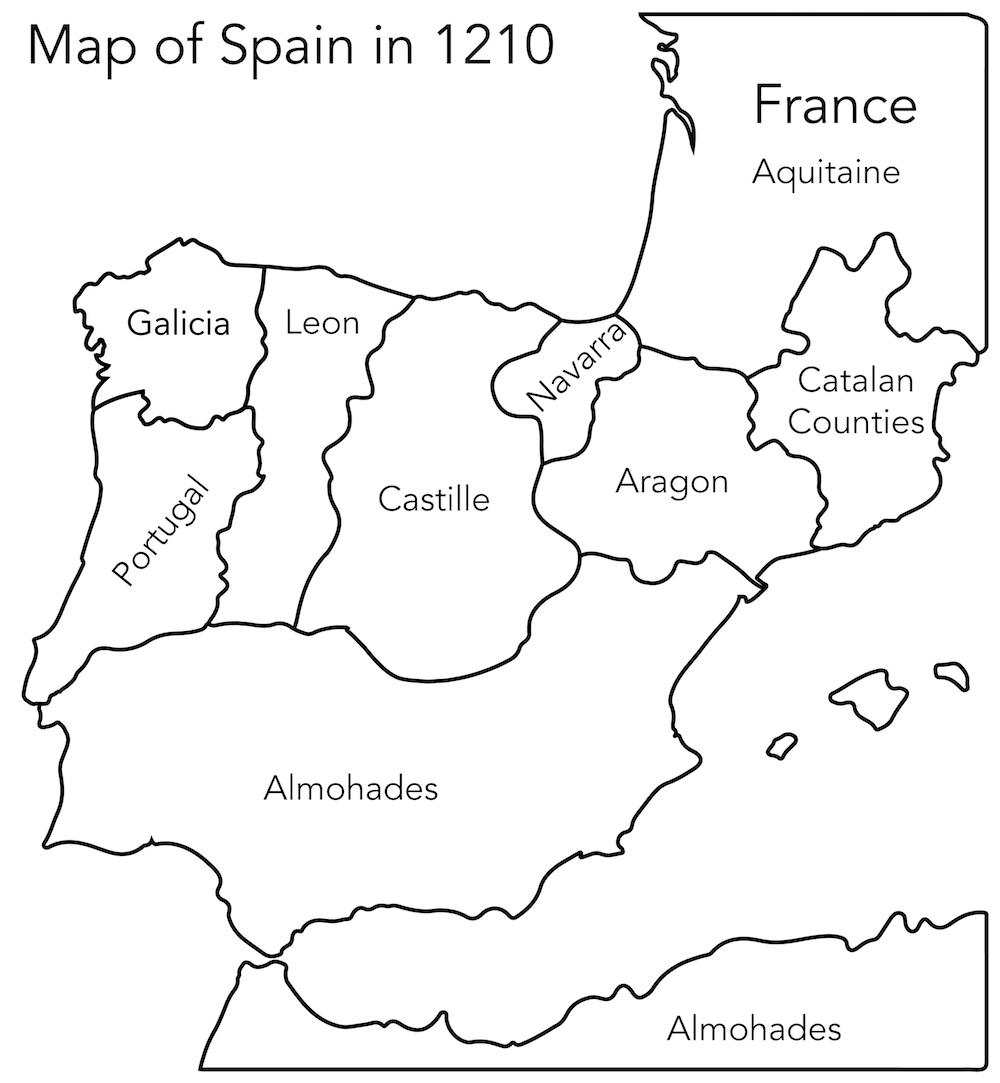 Map of Spain in 1210
France
Aquitaine
Galicia
Leon
Navarra
Catalan
Counties
Castille
Aragon
Portugal
Almohades
Almohades